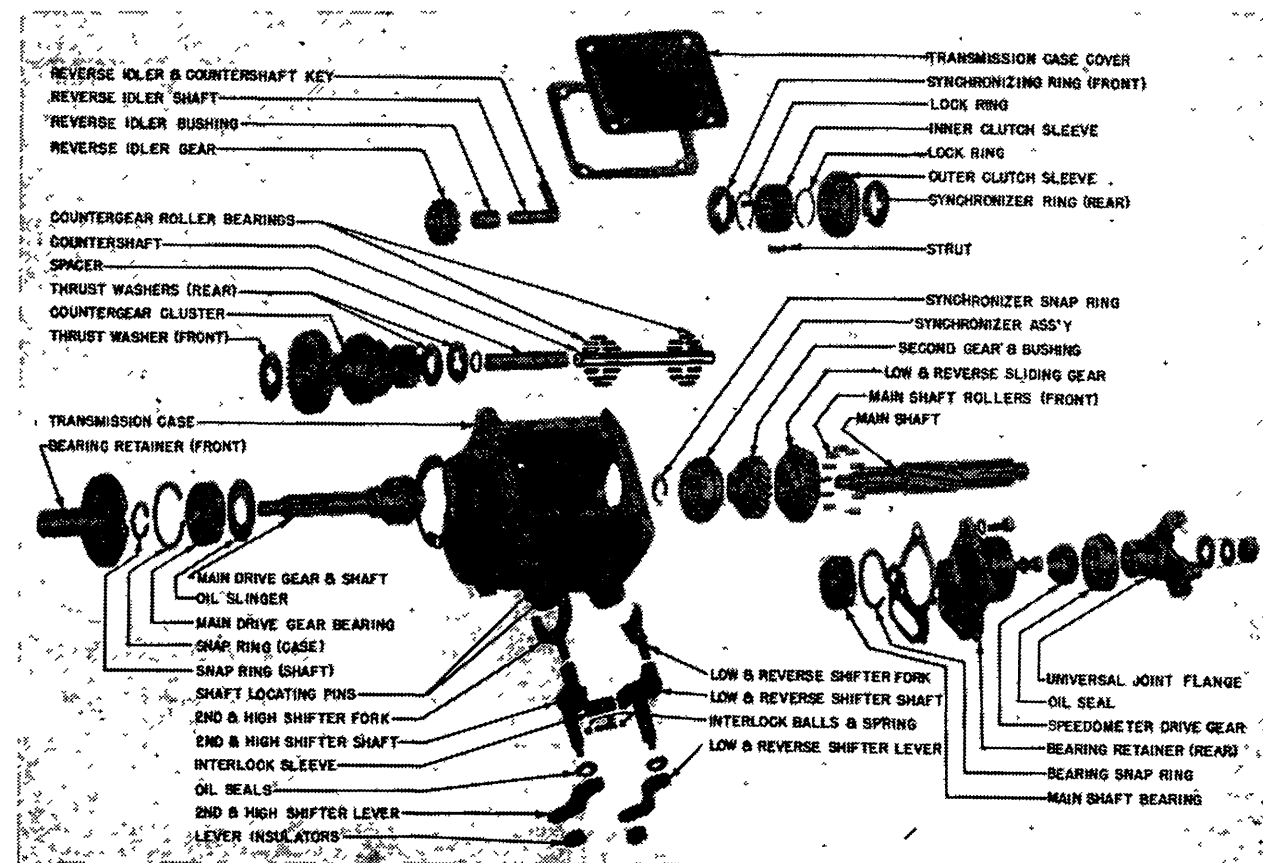 REVERSE IDLER & COUNTERSHAFT KEY
REVERSE IDLER SHAFT
REVERSE IDLER BUSHING
REVERSE IDLER GEAR
COUNTERGEAR ROLLER BEARINGS
COUNTERSHAFT
SPACER
THRUST WASHERS (REAR)
COUNTERGEAR CLUSTER
THRUST WASHER (FRONT)
TRANSMISSION CASE
BEARING RETAINER (FRONT)
TRANSMISSION CASE COVER
SYNCHRONIZING RING (FRONT)
LOCK RING
INNER CLUTCH SLEEVE
LOCK RING
OUTER CLUTCH SLEEVE
SYNCHRONIZER RING (REAR)
STRUT
SYNCHRONIZER SNAP RING
SYNCHRONIZER ASS'Y
SECOND GEAR & BUSHING
LOW & REVERSE SLIDING GEAR
MAIN SHAFT ROLLERS (FRONT)
MAIN SHAFT
MAIN DRIVE GEAR & SHAFT
OIL SLINGER
MAIN DRIVE GEAR BEARING
SNAP RING (CASE)
SNAP RING (SHAFT)
SHAFT LOCATING PINS
2ND & HIGH SHIFTER FORK
2ND & HIGH SHIFTER SHAFT
INTERLOCK SLEEVE
OIL SEALS
2ND & HIGH SHIFTER LEVER
LEVER INSULATORS
LOW & REVERSE SHIFTER FORK
LOW & REVERSE SHIFTER SHAFT
INTERLOCK BALLS & SPRING
LOW & REVERSE SHIFTER LEVER
UNIVERSAL JOINT FLANGE
OIL SEAL
SPEEDOMETER DRIVE GEAR
BEARING RETAINER (REAR)
BEARING SNAP RING
MAIN SHAFT BEARING